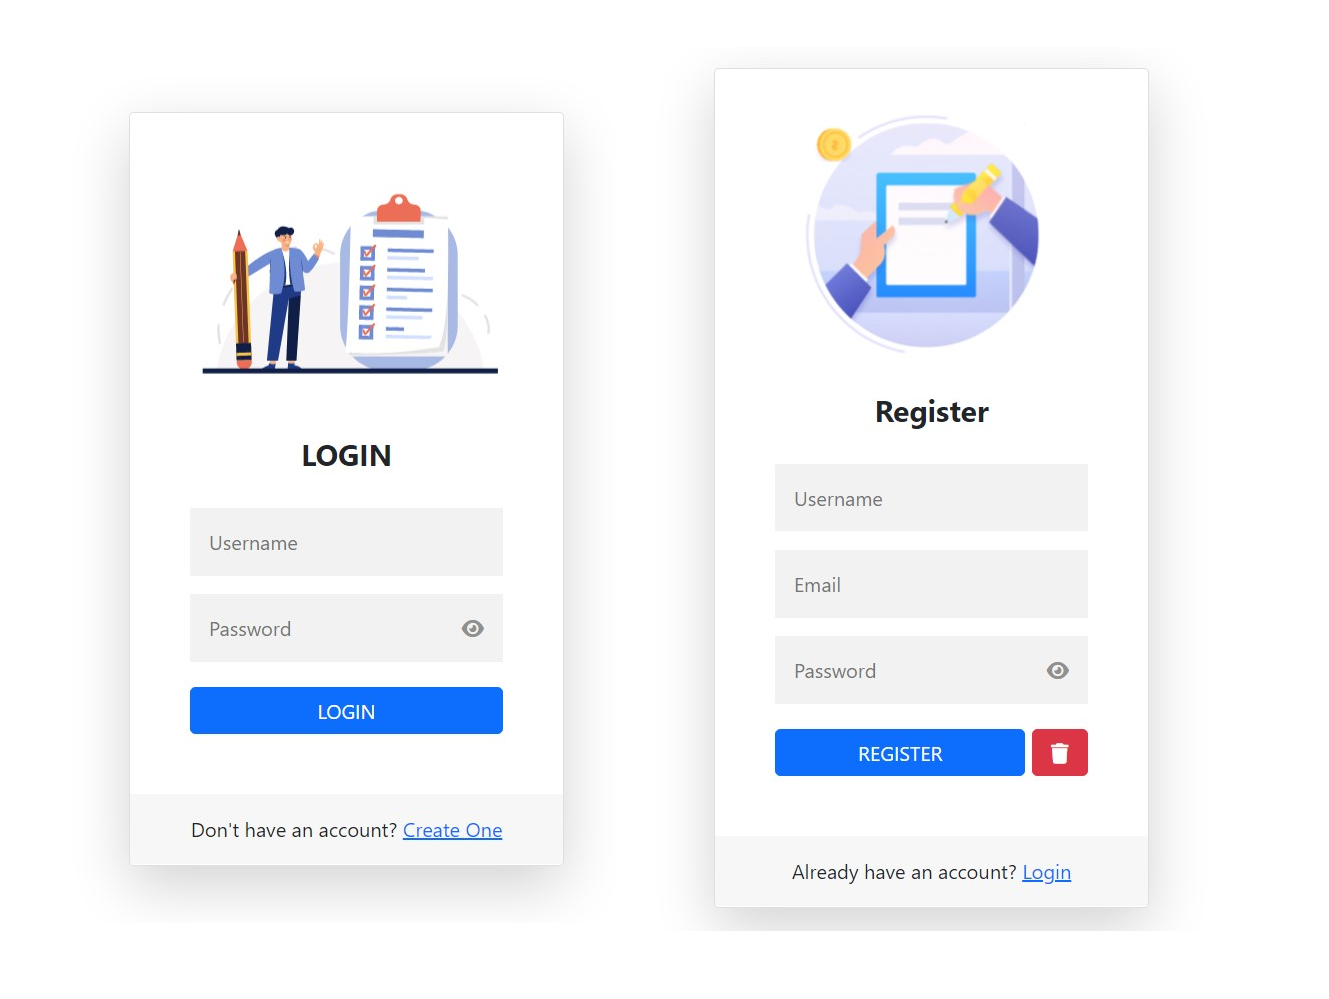 LOGIN
Username
Password
LOGIN
Don't have an account? Create One
Register
Username
Email
Password
REGISTER
Already have an account? Login